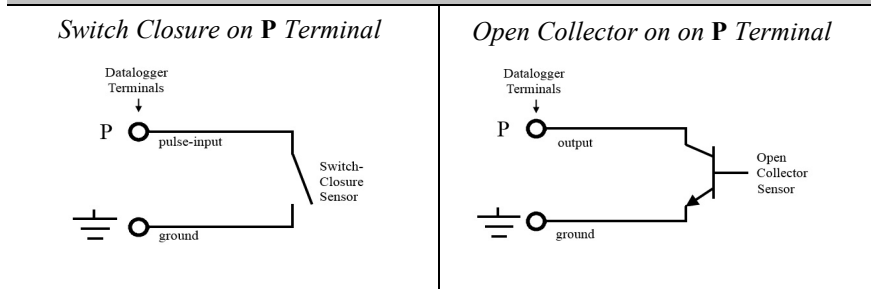 Switch Closure on P Terminal
Datalogger
Terminals
P
pulse-input
Switch-
Closure
Sensor
ground
Open Collector on on P Terminal
Datalogger
Terminals
P
output
Open
Collector
Sensor
ground